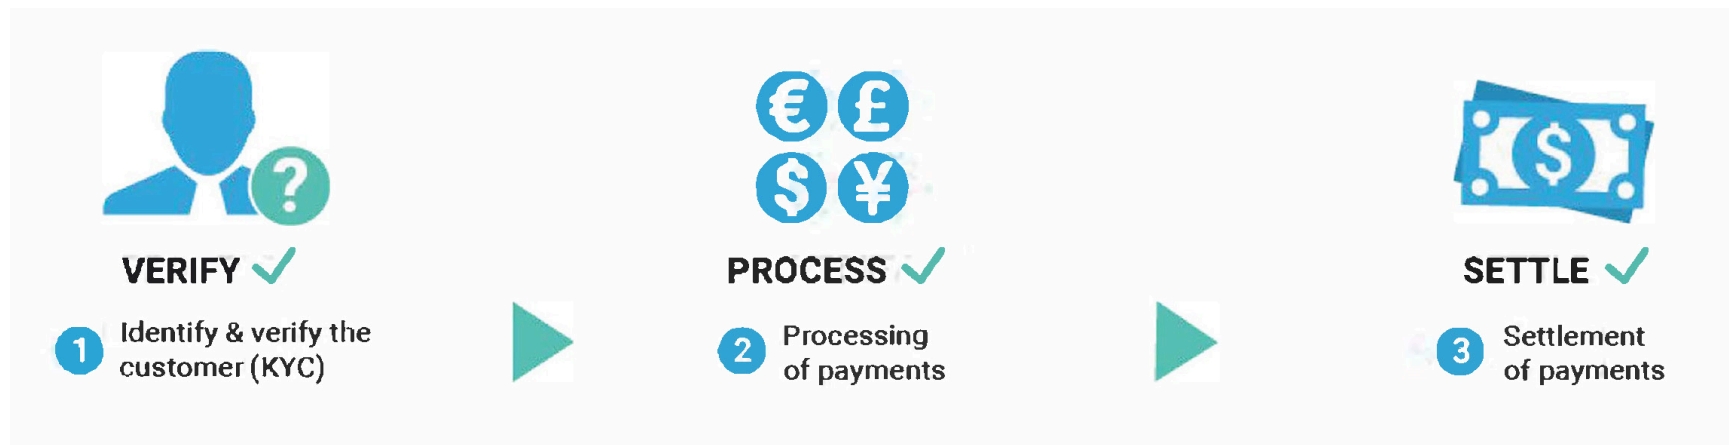 ?
€ £
$ ¥
$
VERIFY
PROCESS
SETTLE
1
Identify & verify the
customer (KYC)
2
Processing
of payments
3
Settlement
of payments